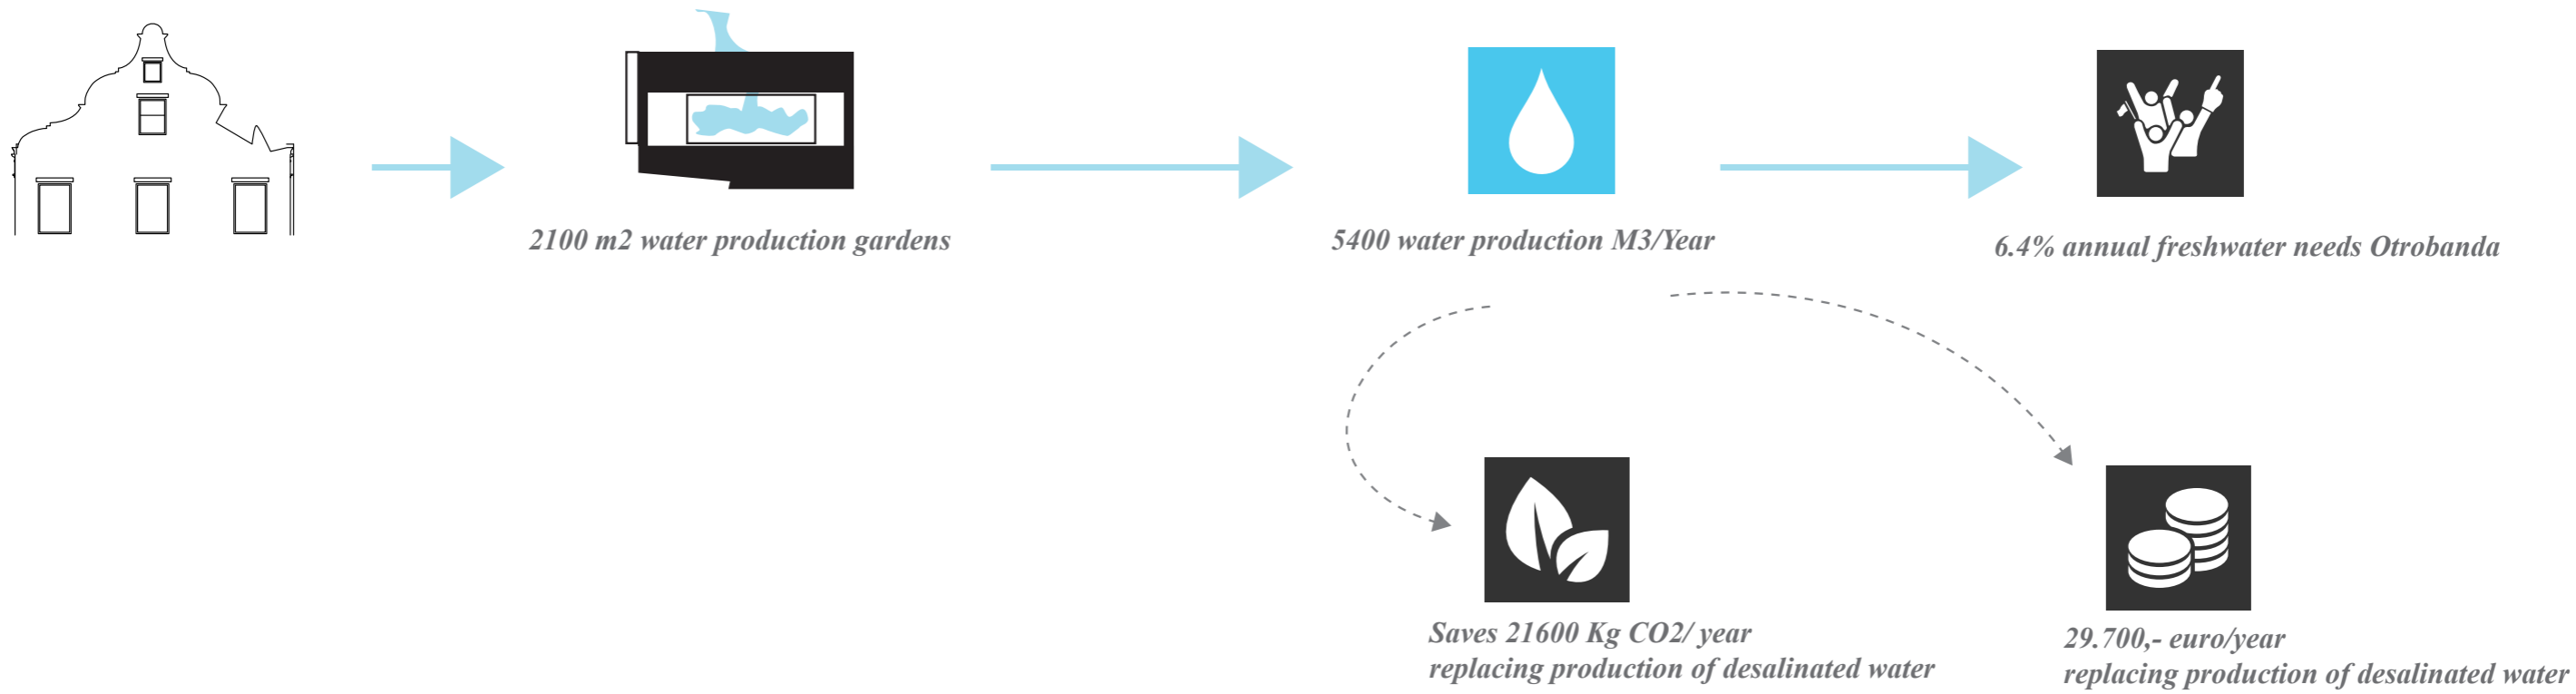 2100 m2 water production gardens
5400 water production M3/Year
6.4% annual freshwater needs Otrobanda
Saves 21600 Kg CO2/ year
replacing production of desalinated water
29.700,- euro/year
replacing production of desalinated water